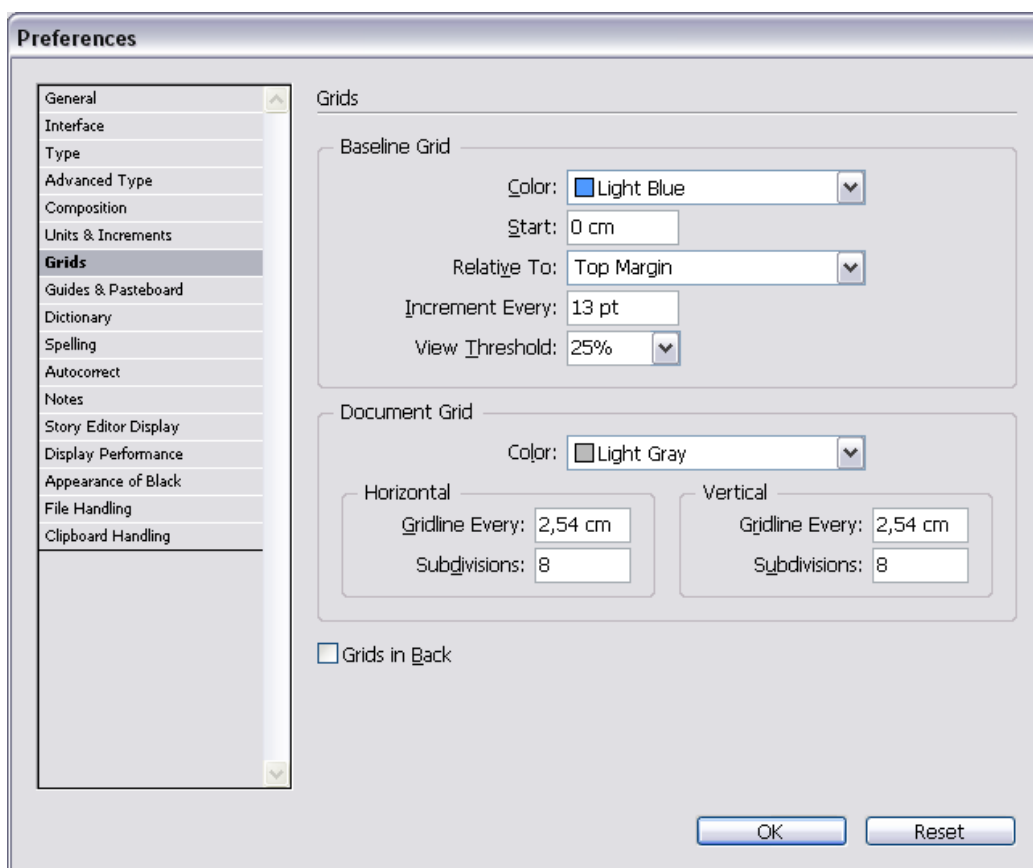 Preferences
General
Interface
Type
Advanced Type
Composition
Units & Increments
Grids
Guides & Pasteboard
Dictionary
Spelling
Autocorrect
Notes
Story Editor Display
Display Performance
Appearance of Black
File Handling
Clipboard Handling
Grids
Baseline Grid
Color: Light Blue
Start: 0 cm
Relative To: Top Margin
Increment Every: 13 pt
View Threshold: 25%
Document Grid
Color: Light Gray
Horizontal
Gridline Every: 2,54 cm
Subdivisions: 8
Vertical
Gridline Every: 2,54 cm
Subdivisions: 8
Grids in Back
OK
Reset